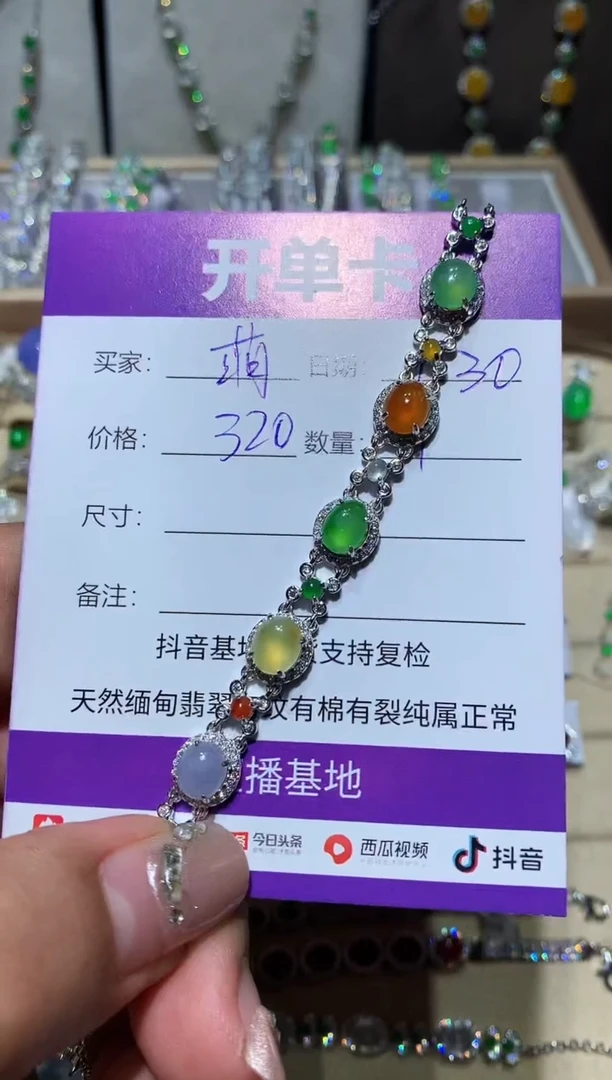 开单卡
买家: 萌 日期: 30
价格: 320 数量:
尺寸:
备注:
抖音基 支持复检
天然缅甸翡翠 纹有棉有裂纯属正常
播基地
今日头条 西瓜视频 抖音